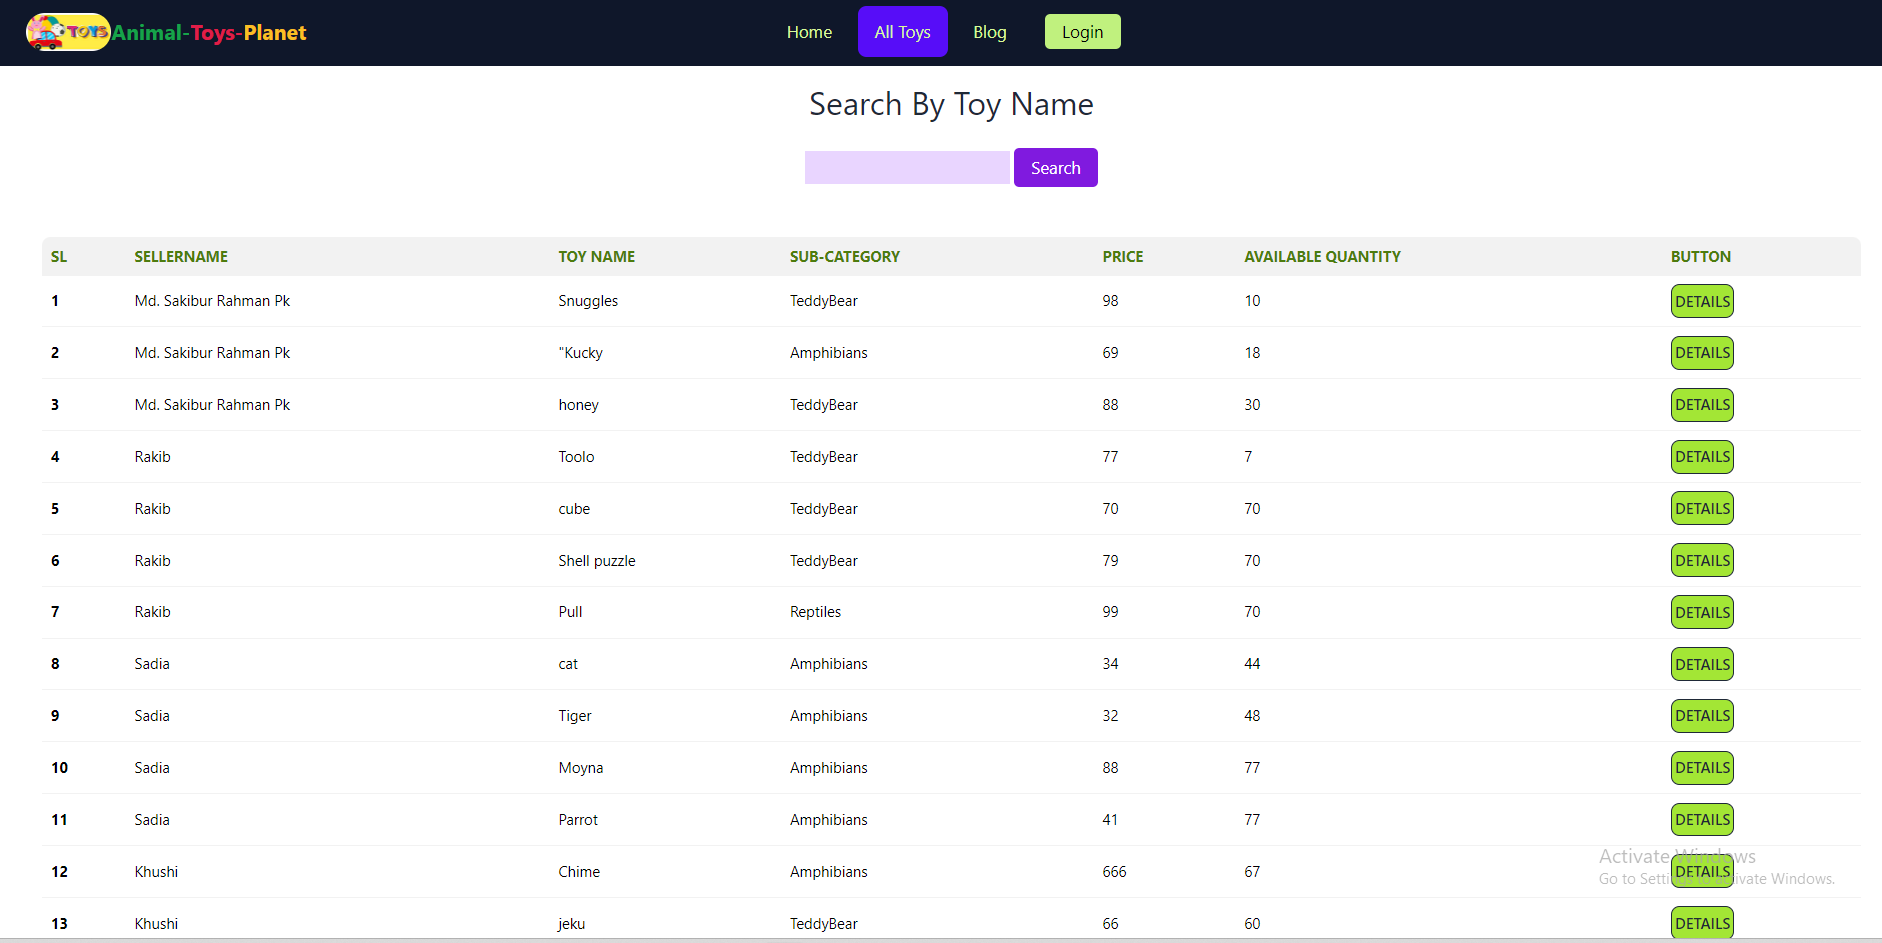 TOYS Animal-Toys-Planet Home All Toys Blog Login
Search By Toy Name
Search
SL SELLERNAME TOY NAME SUB-CATEGORY PRICE AVAILABLE QUANTITY BUTTON
1 Md. Sakibur Rahman Pk Snuggles TeddyBear 98 10 DETAILS
2 Md. Sakibur Rahman Pk "Kucky Amphibians 69 18 DETAILS
3 Md. Sakibur Rahman Pk honey TeddyBear 88 30 DETAILS
4 Rakib Toolo TeddyBear 77 7 DETAILS
5 Rakib cube TeddyBear 70 70 DETAILS
6 Rakib Shell puzzle TeddyBear 79 70 DETAILS
7 Rakib Pull Reptiles 99 70 DETAILS
8 Sadia cat Amphibians 34 44 DETAILS
9 Sadia Tiger Amphibians 32 48 DETAILS
10 Sadia Moyna Amphibians 88 77 DETAILS
11 Sadia Parrot Amphibians 41 77 DETAILS
Activate Windows
12 Khushi Chime Amphibians 666 67 DETAILS
Go to Settings to activate Windows.
13 Khushi jeku TeddyBear 66 60 DETAILS